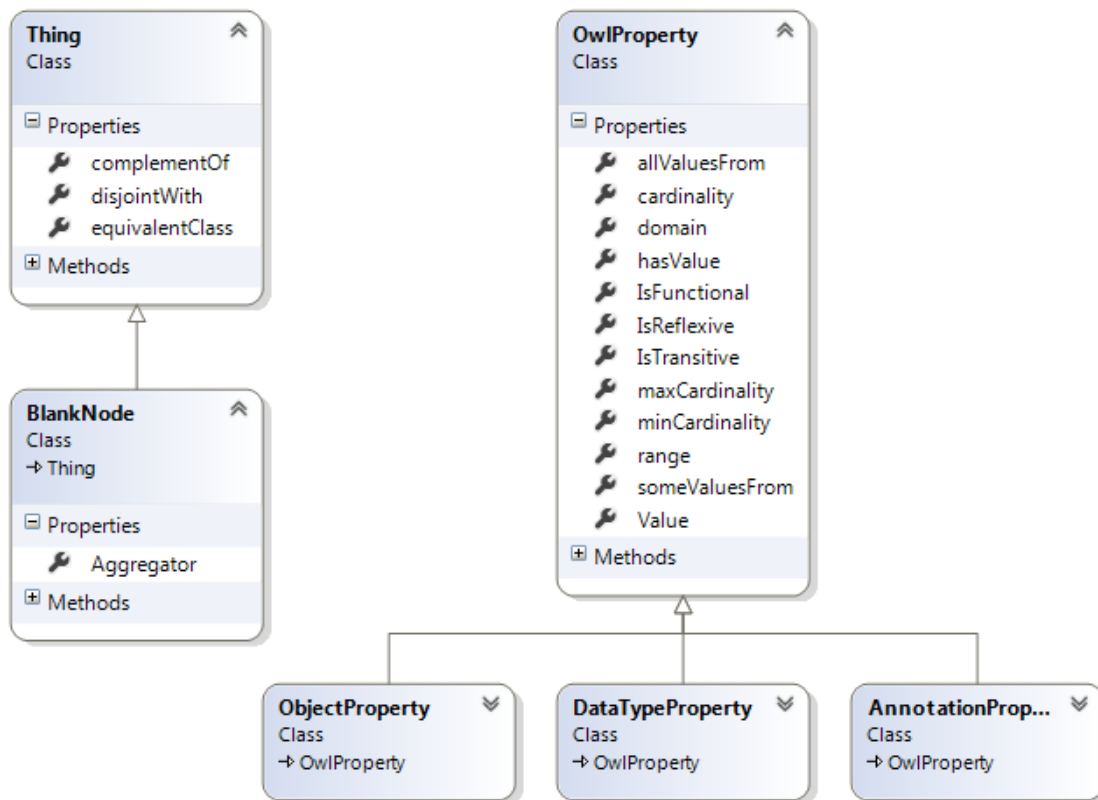 Thing
Class
Properties
complementOf
disjointWith
equivalentClass
Methods
BlankNode
Class
Thing
Properties
Aggregator
Methods
OwlProperty
Class
Properties
allValuesFrom
cardinality
domain
hasValue
IsFunctional
IsReflexive
IsTransitive
maxCardinality
minCardinality
range
someValuesFrom
Value
Methods
ObjectProperty
Class
OwlProperty
DataTypeProperty
Class
OwlProperty
AnnotationProp...
Class
OwlProperty